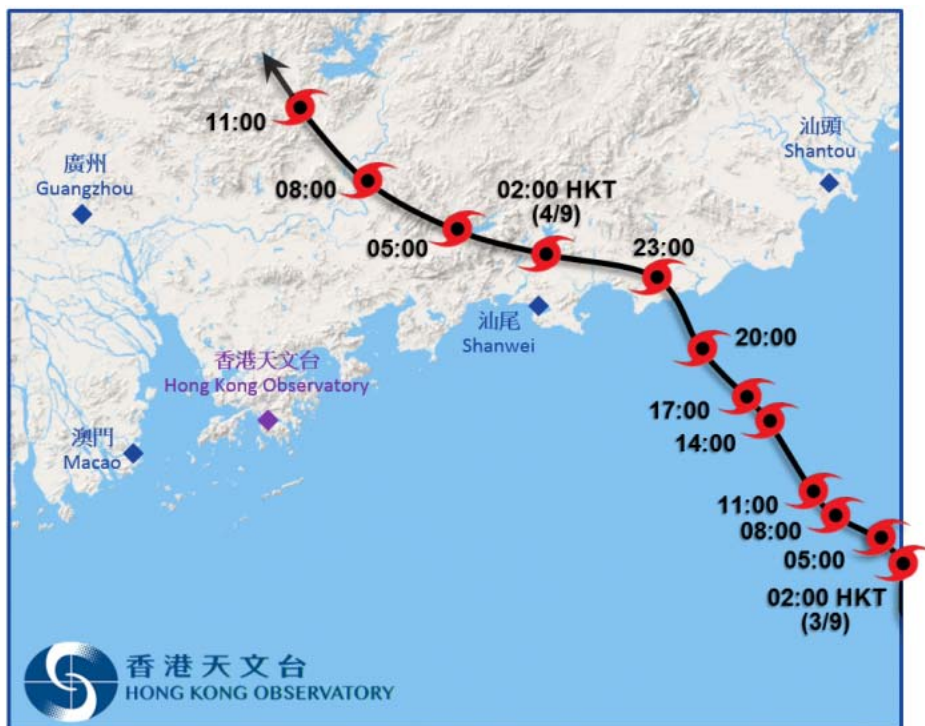 11:00
汕頭
Shantou
廣州
Guangzhou
08:00
02:00 HKT
(4/9)
05:00
23:00
汕尾
Shanwei
20:00
香港天文台
Hong Kong Observatory
17:00
14:00
澳門
Macao
11:00
08:00
05:00
02:00 HKT
(3/9)
香港天文台
HONG KONG OBSERVATORY